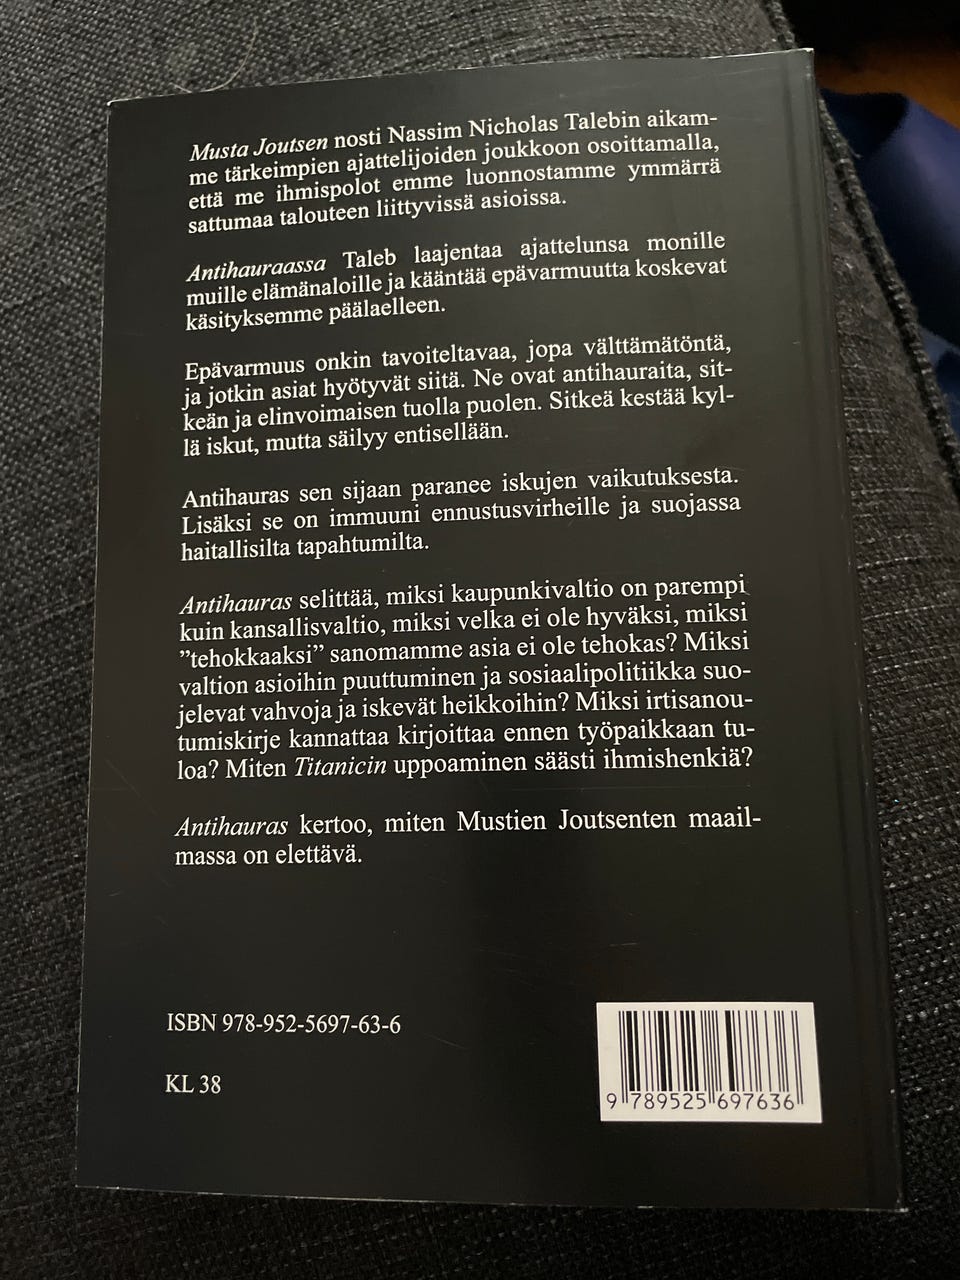 Musta Joutsen nosti Nassim Nicholas Talebin aikam-
me tärkeimpien ajattelijoiden joukkoon osoittamalla,
että me ihmispolot emme luonnostamme ymmärrä
sattumaa talouteen liittyvissä asioissa.
Antihauraassa Taleb laajentaa ajattelunsa monille
muille elämänaloille ja kääntää epävarmuutta koskevat
käsityksemme päälaelleen.
Epävarmuus onkin tavoiteltavaa, jopa välttämätöntä,
ja jotkin asiat hyötyvät siitä. Ne ovat antihauraita, sit-
keän ja elinvoimaisen tuolla puolen. Sitkeä kestää kyl-
lä iskut, mutta säilyy entisellään.
Antihauras sen sijaan paranee iskujen vaikutuksesta.
Lisäksi se on immuuni ennustusvirheille ja suojassa
haitallisilta tapahtumilta.
Antihauras selittää, miksi kaupunkivaltio on parempi
kuin kansallisvaltio, miksi velka ei ole hyväksi, miksi
”tehokkaaksi” sanomamme asia ei ole tehokas? Miksi
valtion asioihin puuttuminen ja sosiaalipolitiikka suo-
jelevat vahvoja ja iskevät heikkoihin? Miksi irtisanou-
tumiskirje kannattaa kirjoittaa ennen työpaikkaan tu-
loa? Miten Titanicin uppoaminen säästi ihmishenkiä?
Antihauras kertoo, miten Mustien Joutsenten maail-
massa on elettävä.
ISBN 978-952-5697-63-6
KL 38
9 789525 697636